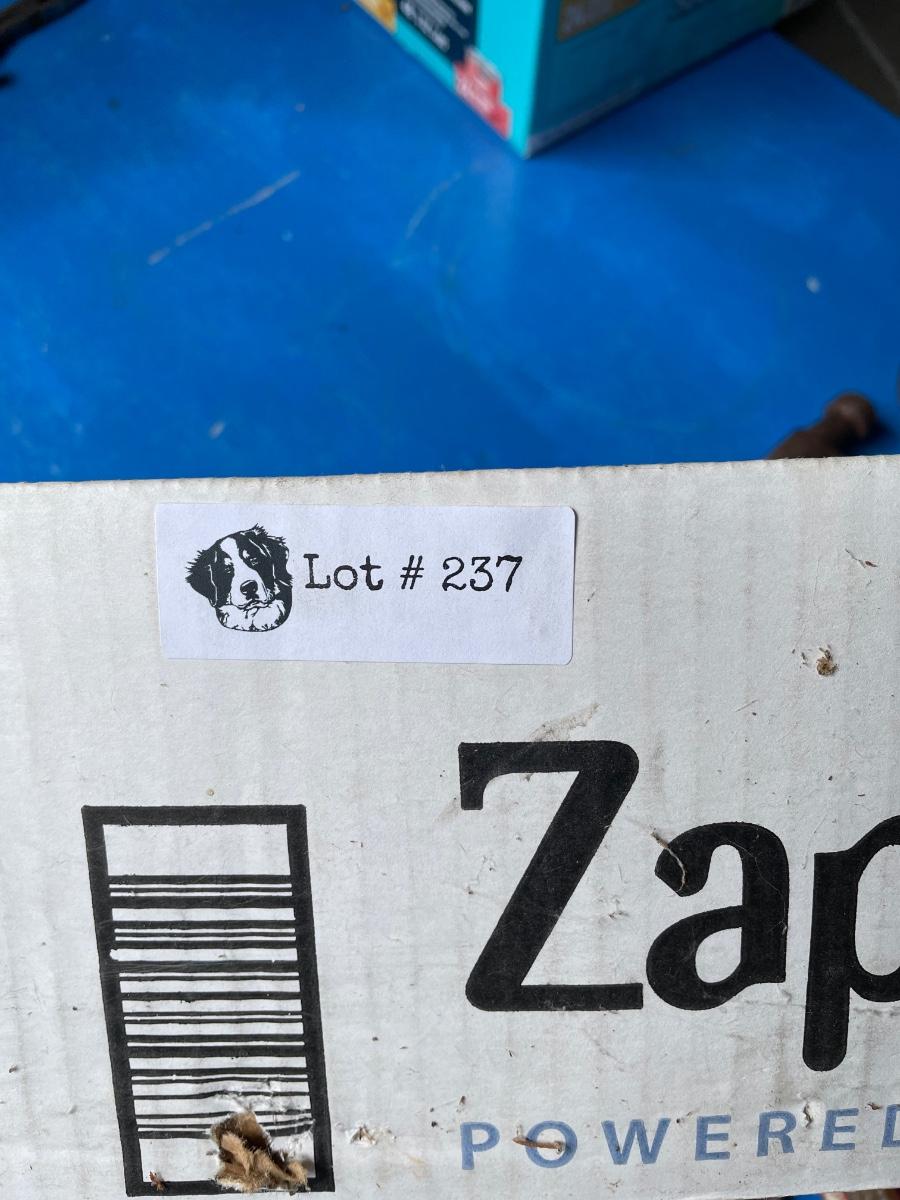 Lot # 237
Zap
POWERED